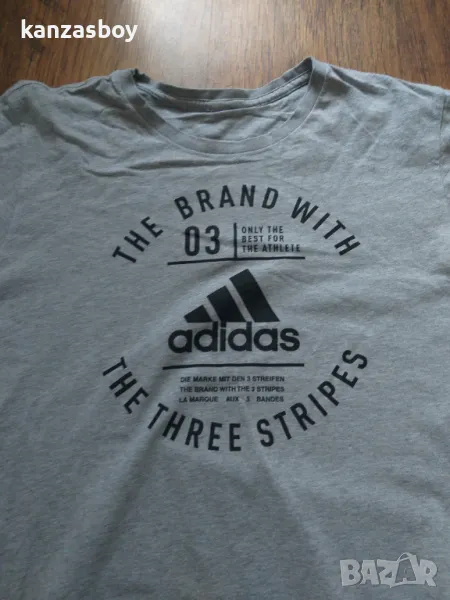 kanzasboy
THE BRAND WITH
03
ONLY THE
BEST FOR
THE ATHLETE
adidas
DIE MARKE MIT DEN 3 STREIFEN
THE BRAND WITH THE 3 STRIPES
LA MARQUE AUX 3 BANDES
THE THREE STRIPES
BAZAR